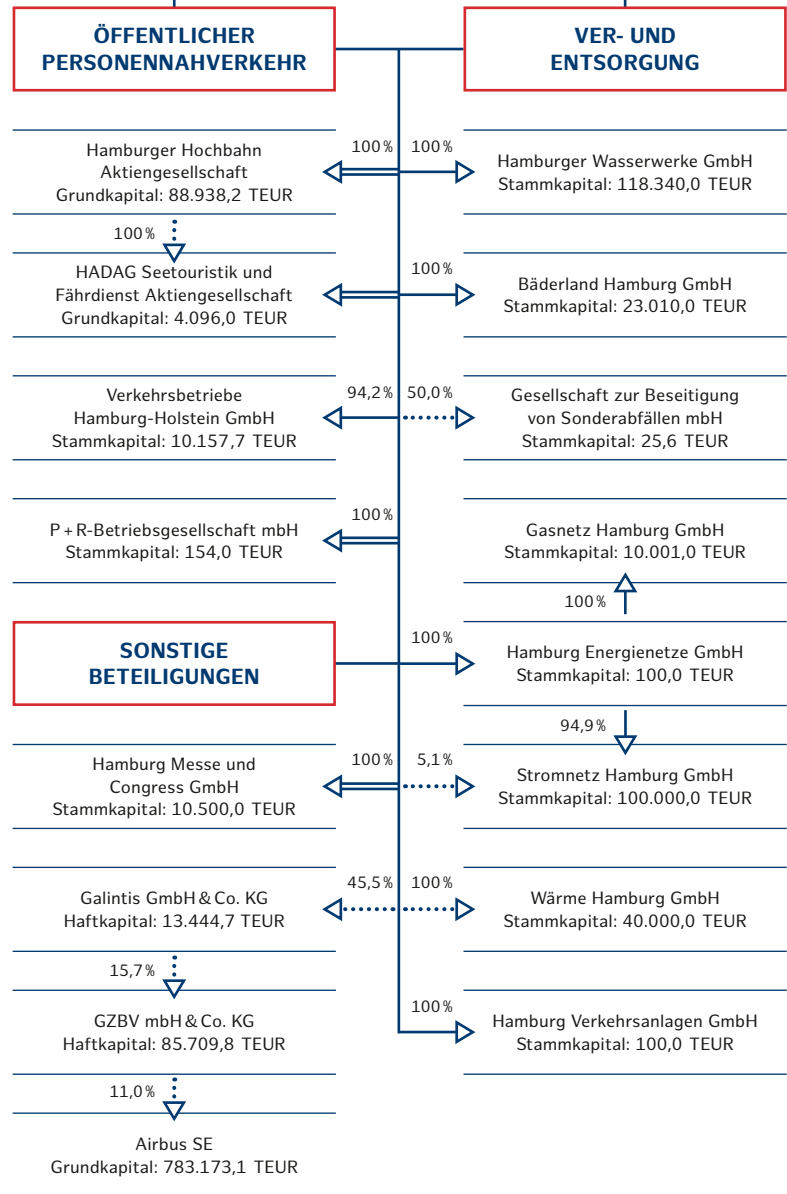 ÖFFENTLICHER
PERSONENNAHVERKEHR
VER- UND
ENTSORGUNG
Hamburger Hochbahn
Aktiengesellschaft
Grundkapital: 88.938,2 TEUR
100 %
100 %
Hamburger Wasserwerke GmbH
Stammkapital: 118.340,0 TEUR
100 %
HADAG Seetouristik und
Fährdienst Aktiengesellschaft
Grundkapital: 4.096,0 TEUR
100 %
Bäderland Hamburg GmbH
Stammkapital: 23.010,0 TEUR
Verkehrsbetriebe
Hamburg-Holstein GmbH
Stammkapital: 10.157,7 TEUR
94,2 %
50,0 %
Gesellschaft zur Beseitigung
von Sonderabfällen mbH
Stammkapital: 25,6 TEUR
P + R-Betriebsgesellschaft mbH
Stammkapital: 154,0 TEUR
100 %
Gasnetz Hamburg GmbH
Stammkapital: 10.001,0 TEUR
100 %
SONSTIGE
BETEILIGUNGEN
100 %
Hamburg Energienetze GmbH
Stammkapital: 100,0 TEUR
94,9 %
Hamburg Messe und
Congress GmbH
Stammkapital: 10.500,0 TEUR
100 %
5,1 %
Stromnetz Hamburg GmbH
Stammkapital: 100.000,0 TEUR
Galintis GmbH & Co. KG
Haftkapital: 13.444,7 TEUR
45,5 %
100 %
Wärme Hamburg GmbH
Stammkapital: 40.000,0 TEUR
15,7 %
GZBV mbH & Co. KG
Haftkapital: 85.709,8 TEUR
100 %
Hamburg Verkehrsanlagen GmbH
Stammkapital: 100,0 TEUR
11,0 %
Airbus SE
Grundkapital: 783.173,1 TEUR